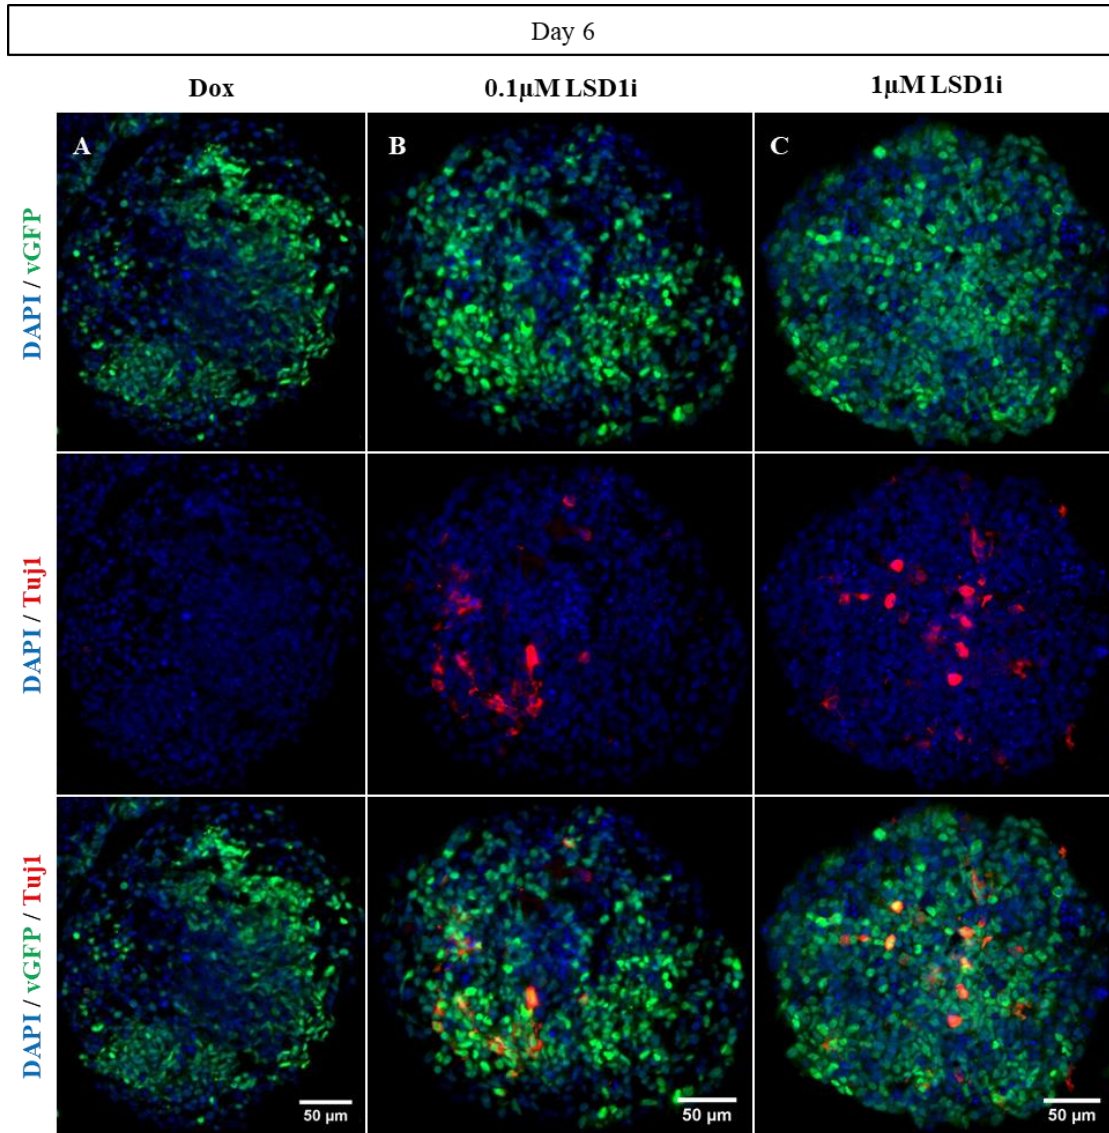 Day 6
Dox
0.1µM LSD1i
1µM LSD1i
A
B
C
DAPI / vGFP
DAPI / Tuj1
DAPI / vGFP / Tuj1
50 µm
50 µm
50 µm